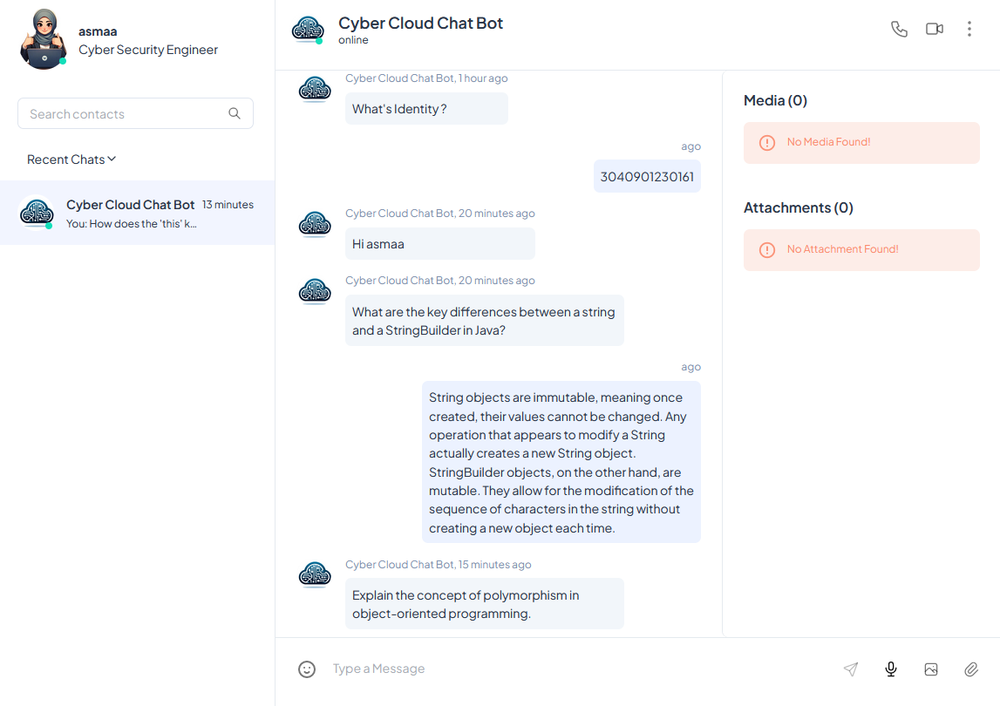 asmaa
Cyber Security Engineer
Search contacts
Recent Chats
Cyber Cloud Chat Bot 13 minutes
You: How does the 'this' k...
Cyber Cloud Chat Bot
online
Cyber Cloud Chat Bot, 1 hour ago
What's Identity ?
ago
3040901230161
Cyber Cloud Chat Bot, 20 minutes ago
Hi asmaa
Cyber Cloud Chat Bot, 20 minutes ago
What are the key differences between a string
and a StringBuilder in Java?
ago
String objects are immutable, meaning once
created, their values cannot be changed. Any
operation that appears to modify a String
actually creates a new String object.
StringBuilder objects, on the other hand, are
mutable. They allow for the modification of the
sequence of characters in the string without
creating a new object each time.
Cyber Cloud Chat Bot, 15 minutes ago
Explain the concept of polymorphism in
object-oriented programming.
Type a Message
Media (0)
No Media Found!
Attachments (0)
No Attachment Found!